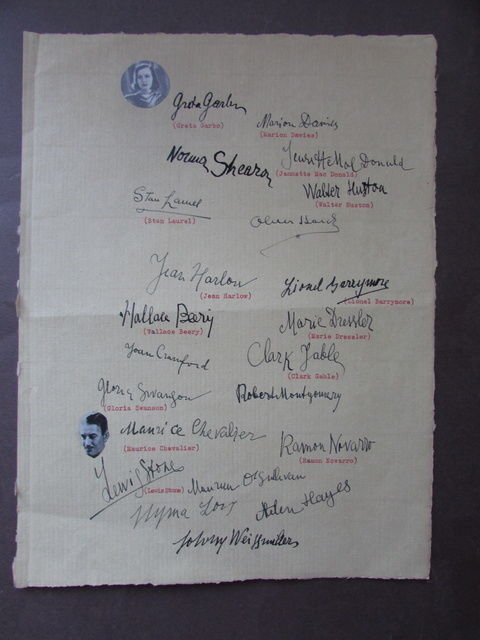 Greta Garbo
(Greta Garbo)
Marion Davies
(Marion Davies)
Norma Shearer
Jeanette Mac Donald
(Jannette Mac Donald)
Walter Huston
(Walter Huston)
Stan Laurel
(Stan Laurel)
Oliver Hardy
Jean Harlow
(Jean Harlow)
Lionel Barrymore
(Lionel Barrymore)
Wallace Beery
(Wallace Beery)
Marie Dressler
(Marie Dressler)
Joan Crawford
Clark Gable
(Clark Gable)
Gloria Swanson
(Gloria Swanson)
Robert Montgomery
Maurice Chevalier
(Maurice Chevalier)
Ramon Novarro
(Ramon Novarro)
Lewis Stone
(Lewis Stone)
Maureen O'Sullivan
Myrna Loy
Helen Hayes
Johnny Weissmuller